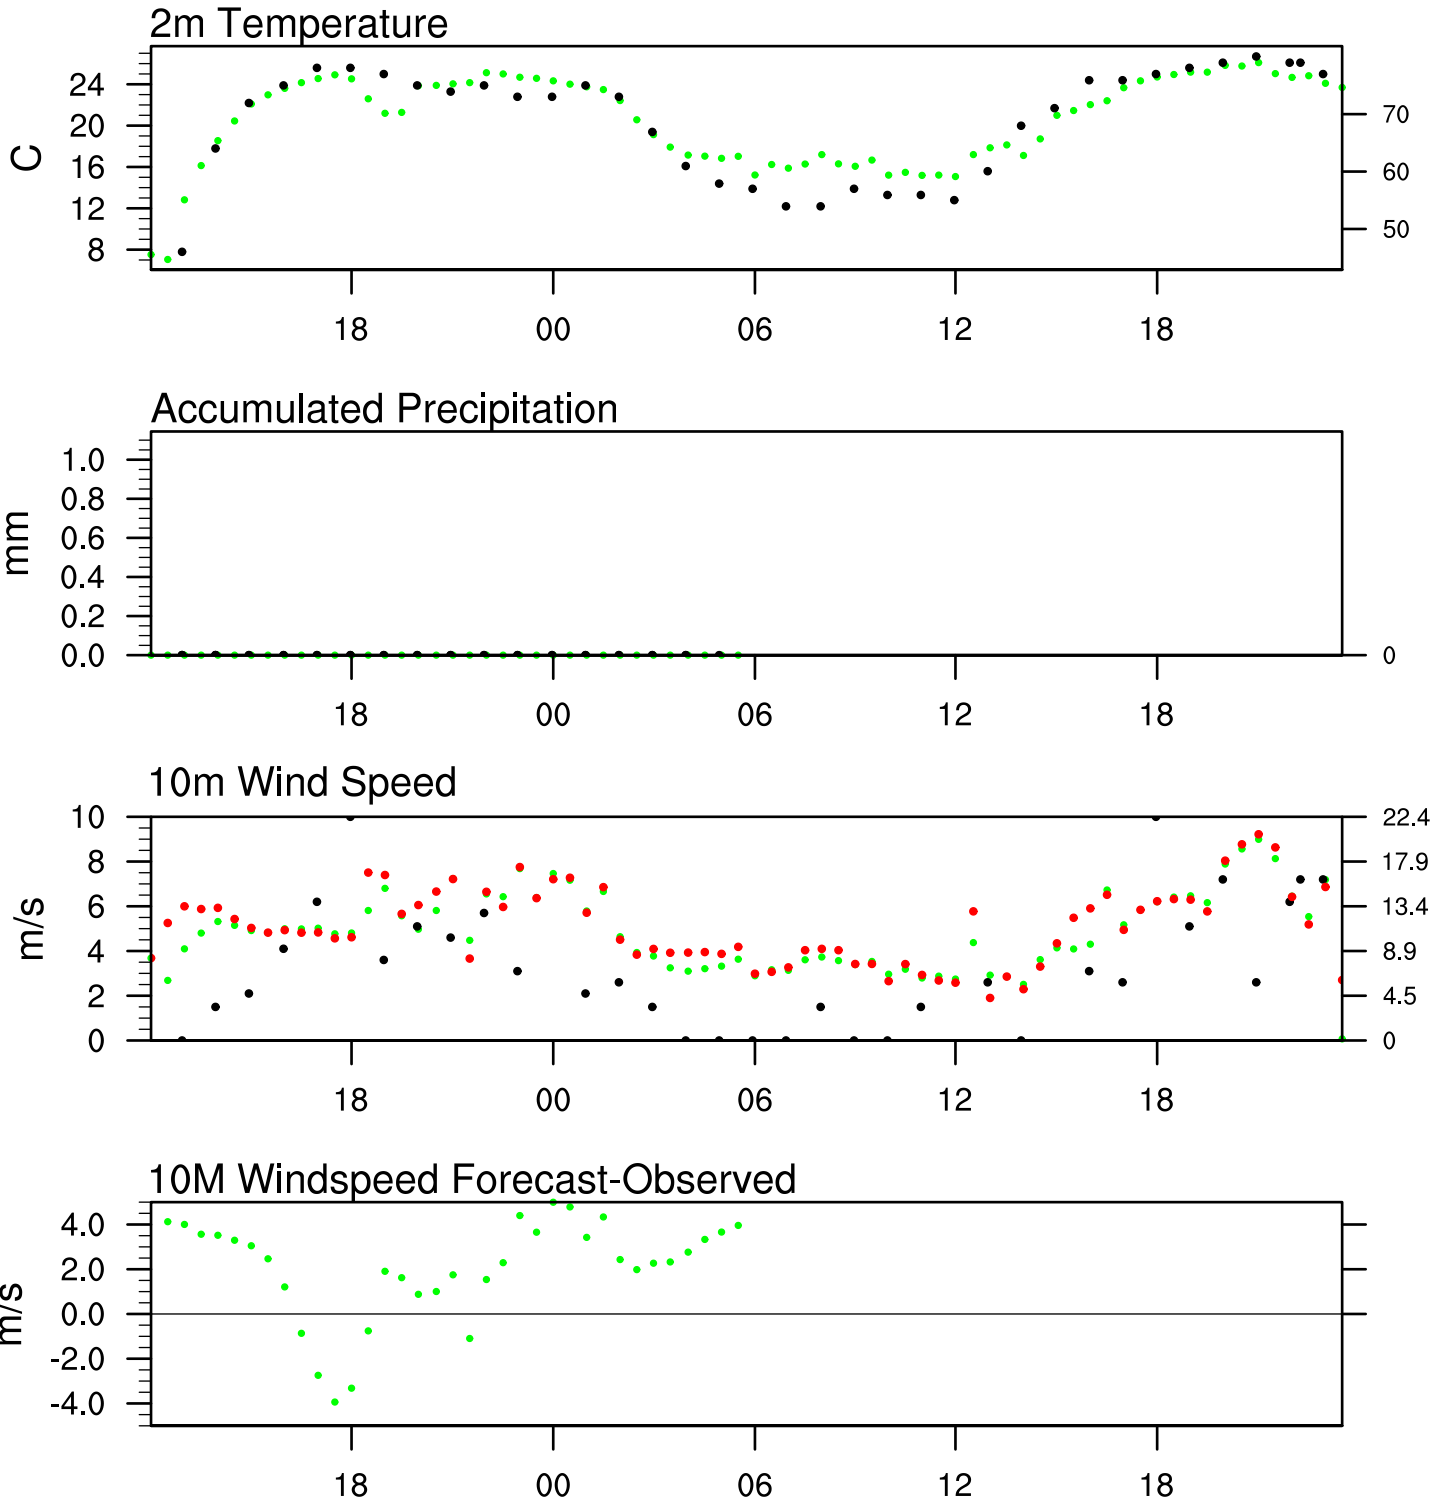 2m Temperature
C
24
20
16
12
8
70
60
50
18 00 06 12 18
Accumulated Precipitation
mm
1.0
0.8
0.6
0.4
0.2
0.0
0
18 00 06 12 18
10m Wind Speed
m/s
10
8
6
4
2
0
22.4
17.9
13.4
8.9
4.5
0
18 00 06 12 18
10M Windspeed Forecast-Observed
m/s
4.0
2.0
0.0
-2.0
-4.0
18 00 06 12 18